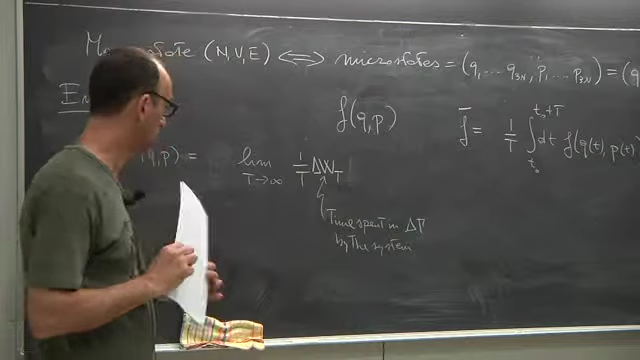 (N,V,E) ⟺ microstates = (q₁ ... q₃N, p₁ ... p₃N) = (q
En
f(q,p)
f̄ = 1/T ∫ₜ₀^{t₀+T} dt f(q(t), p(t)
(q,p) = lim T→∞ 1/T ΔW_T
Time spent in ΔΓ
by the system